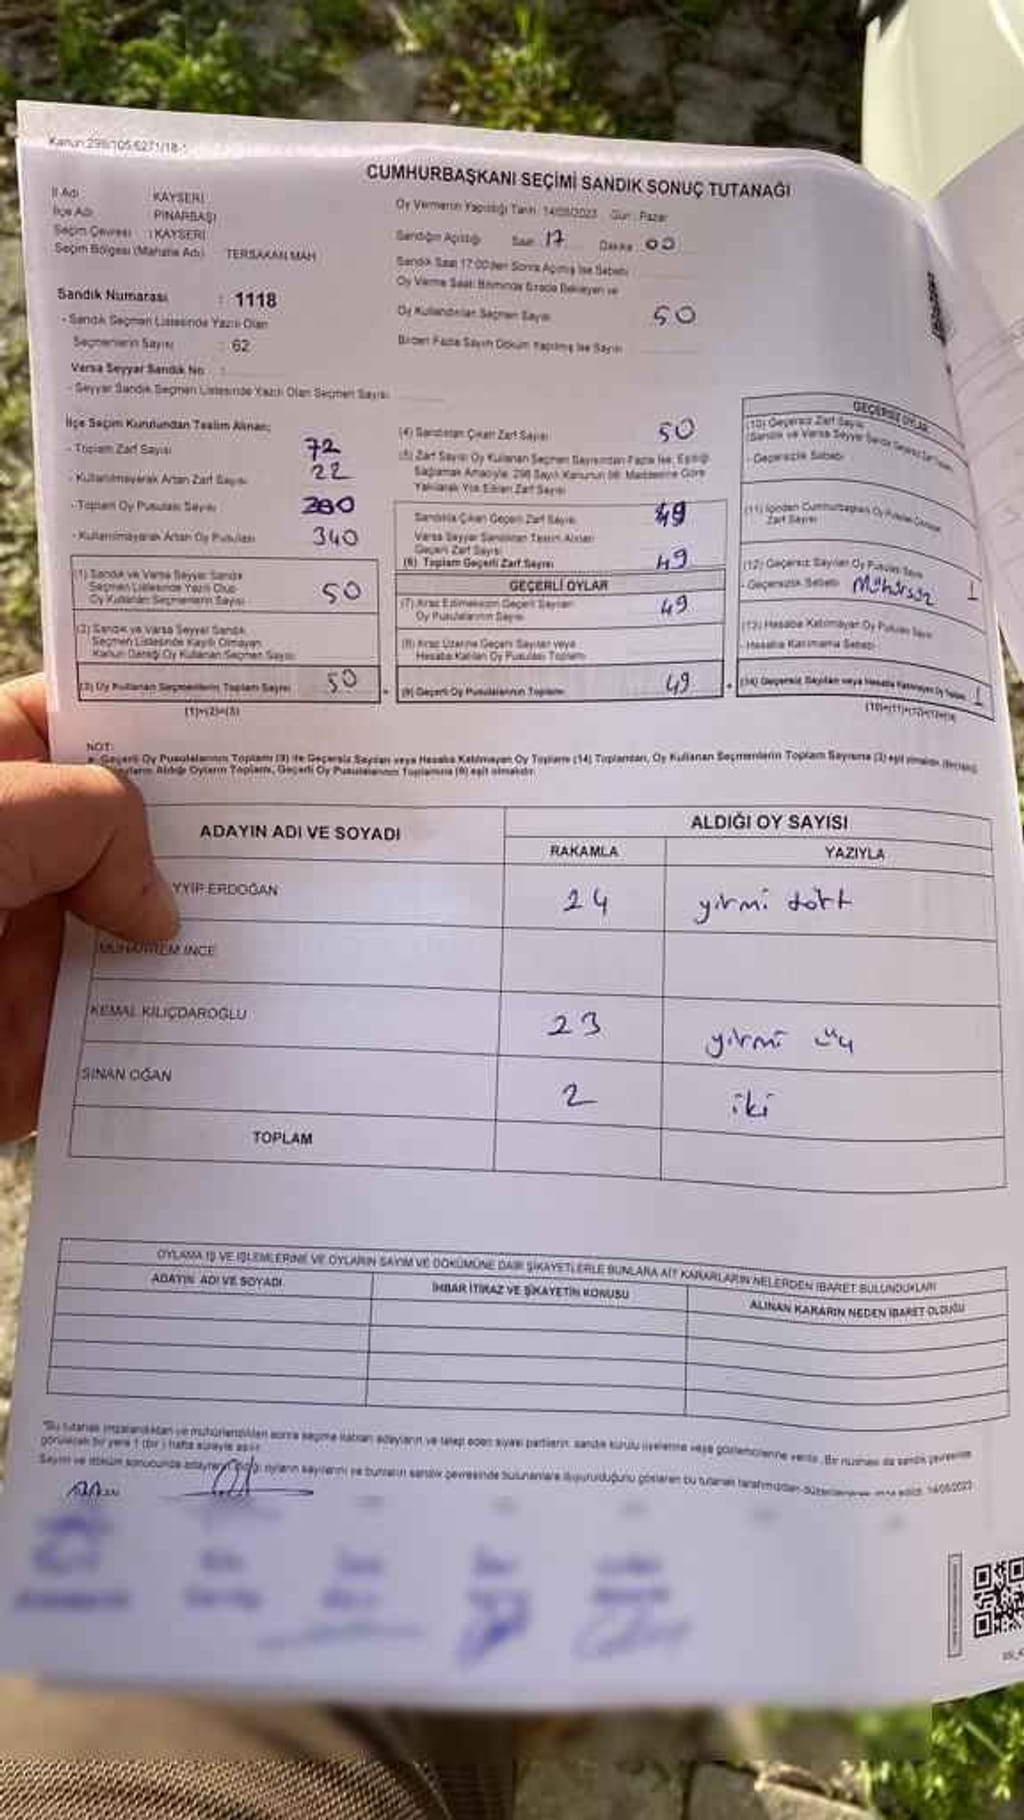 Kanun:298/105 6271/18-1
CUMHURBAŞKANI SEÇİMİ SANDIK SONUÇ TUTANAĞI
İl Adı KAYSERİ
İlçe Adı PINARBAŞI
Seçim Çevresi : KAYSERİ
Seçim Bölgesi (Mahalle Adı) TERSAKAN MAH
Sandık Numarası : 1118
- Sandık Seçmen Listesinde Yazılı Olan
Seçmenlerin Sayısı : 62
Varsa Seyyar Sandık No :
- Seyyar Sandık Seçmen Listesinde Yazılı Olan Seçmen Sayısı
Oy Vermenin Yapıldığı Tarih : 14/05/2023 Gün : Pazar
Sandığın Açıldığı Saat 17 Dakika 00
Sandık Saat 17:00'den Sonra Açılmış İse Sebebi
Oy Verme Saati Bitiminde Sırada Bekleyen ve
Oy Kullandırılan Seçmen Sayısı 50
Birden Fazla Sayım Döküm Yapılmış İse Sayısı
İlçe Seçim Kurulundan Teslim Alınan;
- Toplam Zarf Sayısı 72
- Kullanılmayarak Artan Zarf Sayısı 22
- Toplam Oy Pusulası Sayısı
- Kullanılmayarak Artan Oy Pusulası 340
(1) Sandık ve Varsa Seyyar Sandık
Seçmen Listesinde Yazılı Olup
Oy Kullanan Seçmenlerin Sayısı 50
(2) Sandık ve Varsa Seyyar Sandık
Seçmen Listesinde Kayıtlı Olmayan
Kanun Gereği Oy Kullanan Seçmen Sayısı
(3) Oy Kullanan Seçmenlerin Toplam Sayısı 50
(1)+(2)=(3)
(4) Sandıktan Çıkan Zarf Sayısı 50
(5) Zarf Sayısı Oy Kullanan Seçmen Sayısından Fazla İse, Eşitliği
Sağlamak Amacıyla, 298 Sayılı Kanunun 98. Maddesine Göre
Yakılarak Yok Edilen Zarf Sayısı
Sandıkta Çıkan Geçerli Zarf Sayısı 49
Varsa Seyyar Sandıktan Teslim Alınan
Geçerli Zarf Sayısı
(6) Toplam Geçerli Zarf Sayısı 49
GEÇERLİ OYLAR
(7) İtiraz Edilmeksizin Geçerli Sayılan
Oy Pusulalarının Sayısı 49
(8) İtiraz Üzerine Geçerli Sayılan veya
Hesaba Katılan Oy Pusulası Toplamı
(9) Geçerli Oy Pusulalarının Toplamı 49
GEÇERSİZ OYLAR
(10) Geçersiz Zarf Sayısı
- Geçersizlik Sebebi :
Zarf Sayısı
(12) Geçersiz Sayılan Oy Pusulası Sayısı
- Geçersizlik Sebebi Mühürsüz 1
(13) Hesaba Katılmayan Oy Pusulası Sayısı
- Hesaba Katılmama Sebebi
(14) Geçersiz Sayılan veya Hesaba Katılmayan Oy Toplamı 1
(10)+(11)+(12)+(13)=(14)
NOT:
Geçerli Oy Pusulalarının Toplamı (9) ile Geçersiz Sayılan veya Hesaba Katılmayan Oy Toplamı (14) Toplamları, Oy Kullanan Seçmenlerin Toplam Sayısına (3) eşit olmalıdır.
Aldığı Oyların Toplamı, Geçerli Oy Pusulalarının Toplamına (9) eşit olmalıdır.
ADAYIN ADI VE SOYADI ALDIĞI OY SAYISI
RAKAMLA YAZIYLA
YYİP ERDOĞAN 24 yirmi dört
MUHARREM İNCE
KEMAL KILIÇDAROĞLU 23 yirmi üç
SİNAN OĞAN 2 iki
TOPLAM
OYLAMA İŞ VE İŞLEMLERİNE VE OYLARIN SAYIM VE DÖKÜMÜNE DAİR ŞİKAYETLERLE BUNLARA AİT KARARLARIN NELERDEN İBARET BULUNDUKLARI
ADAYIN ADI VE SOYADI İHBAR İTİRAZ VE ŞİKAYETİN KONUSU ALINAN KARARIN NEDEN İBARET OLDUĞU
*Bu tutanak imzalandıktan ve mühürlendikten sonra seçime katılan adayların ve talep eden siyasi partilerin, sandık kurulu üyelerine veya gözlemcilerine verilir. Bir nüshası da sandık çevresinde
görülecek bir yere 1 (bir) hafta süreyle asılır.
Sayım ve döküm sonucunda adayların aldığı oyların sayılarını ve bunların sandık çevresinde bulunanlara duyurulduğunu gösteren bu tutanak tarafımızdan düzenlenerek imza edildi. 14/05/2023